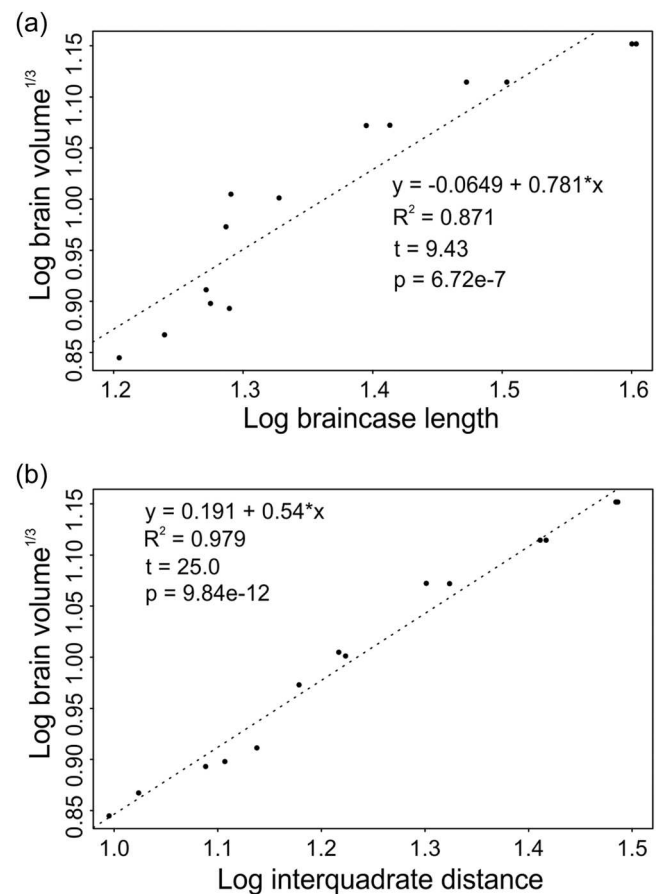 (a)
Log brain volume^1/3
1.15
1.10
1.05
1.00
0.95
0.90
0.85
y = -0.0649 + 0.781*x
R² = 0.871
t = 9.43
p = 6.72e-7
1.2 1.3 1.4 1.5 1.6
Log braincase length
(b)
Log brain volume^1/3
1.15
1.10
1.05
1.00
0.95
0.90
0.85
y = 0.191 + 0.54*x
R² = 0.979
t = 25.0
p = 9.84e-12
1.0 1.1 1.2 1.3 1.4 1.5
Log interquadrate distance